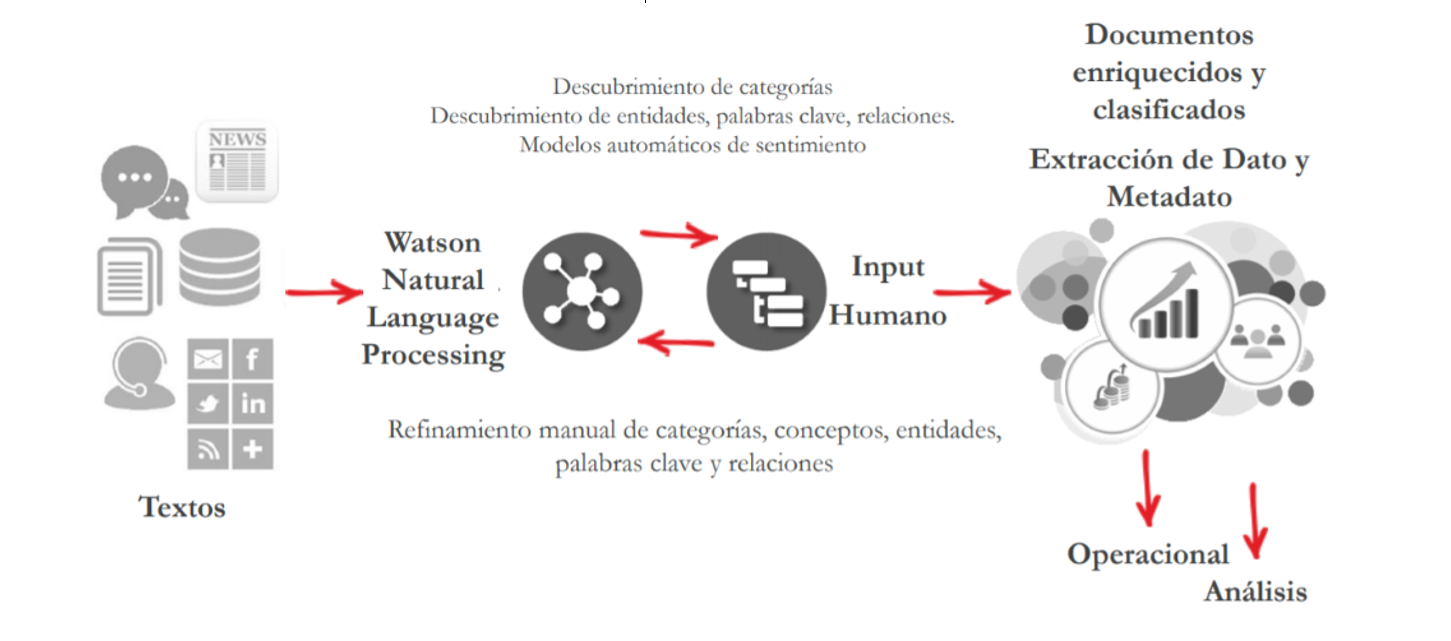 NEWS
Textos
Watson
Natural
Language
Processing
Descubrimiento de categorías
Descubrimiento de entidades, palabras clave, relaciones.
Modelos automáticos de sentimiento
Input
Humano
Refinamiento manual de categorías, conceptos, entidades,
palabras clave y relaciones
Documentos
enriquecidos y
clasificados
Extracción de Dato y
Metadato
Operacional
Análisis